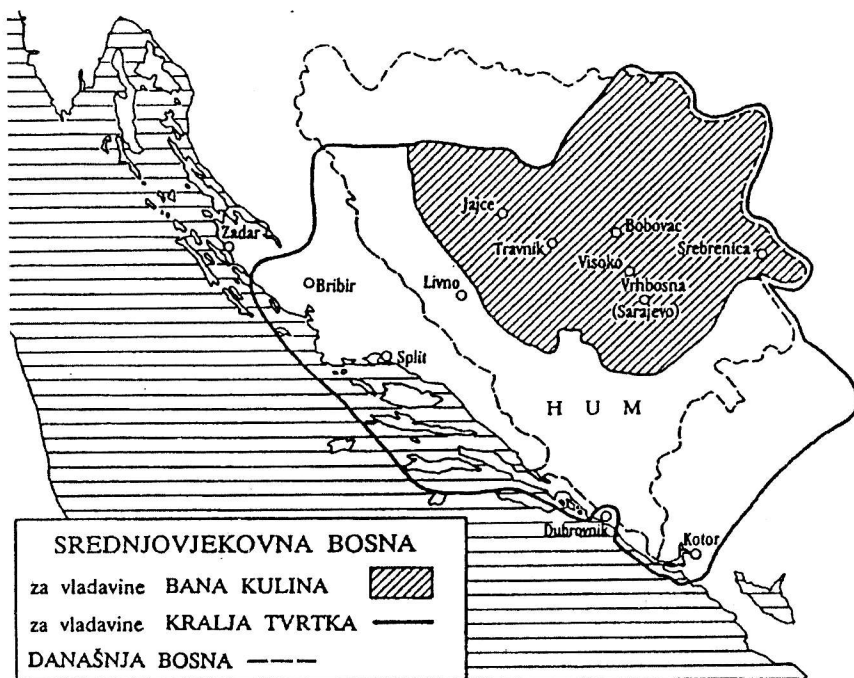 Jajce
Bobovac
Zadar
Travnik
Srebrenica
Visoko
Bribir
Livno
Vrhbosna
(Sarajevo)
Split
H U M
Dubrovnik
Kotor
SREDNJOVJEKOVNA BOSNA
za vladavine BANA KULINA
za vladavine KRALJA TVRTKA
DANAŠNJA BOSNA